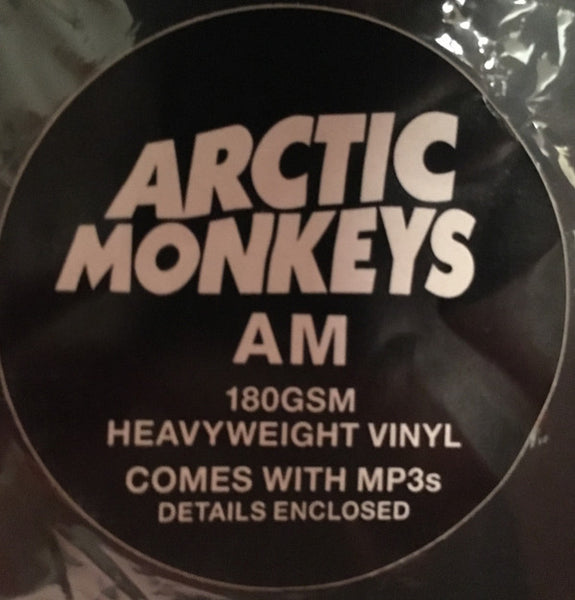 ARCTIC
MONKEYS
AM
180GSM
HEAVYWEIGHT VINYL
COMES WITH MP3s
DETAILS ENCLOSED